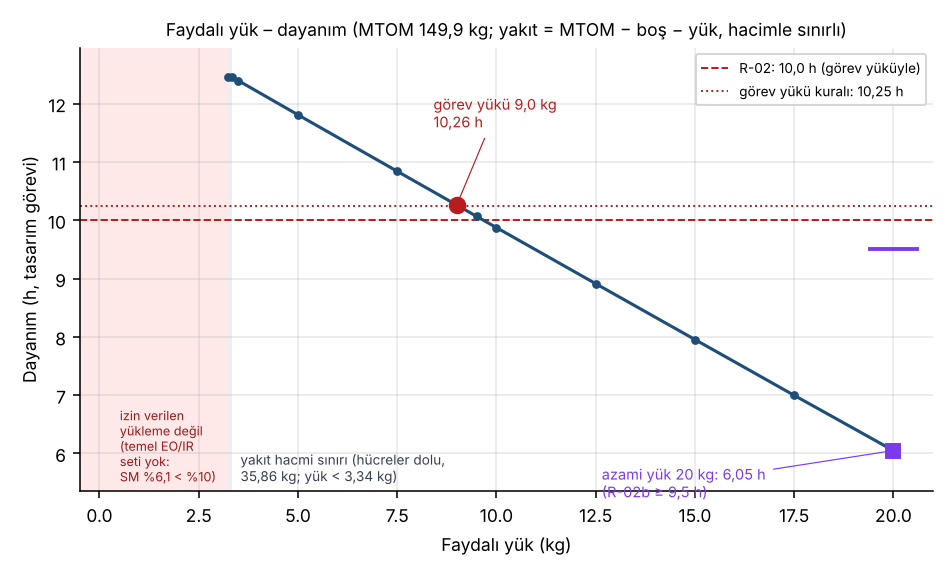 Faydalı yük – dayanım (MTOM 149,9 kg; yakıt = MTOM − boş − yük, hacimle sınırlı)
R-02: 10,0 h (görev yüküyle)
görev yükü kuralı: 10,25 h
görev yükü 9,0 kg
10,26 h
Dayanım (h, tasarım görevi)
12
11
10
9
8
7
6
izin verilen
yükleme değil
(temel EO/IR
seti yok:
SM %6,1 < %10)
yakıt hacmi sınırı (hücreler dolu,
35,86 kg; yük < 3,34 kg)
azami yük 20 kg: 6,05 h
(R-02b ≥ 9,5 h)
0.0 2.5 5.0 7.5 10.0 12.5 15.0 17.5 20.0
Faydalı yük (kg)